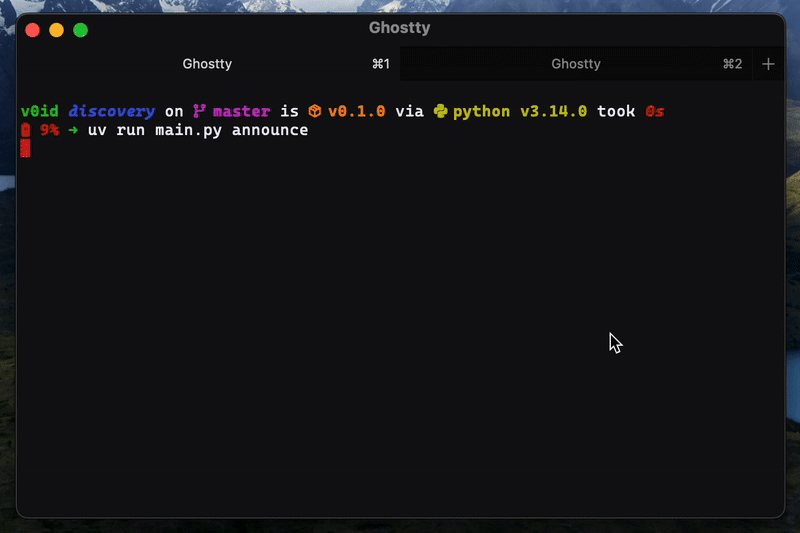 Ghostty
Ghostty ⌘1 Ghostty ⌘2 +
v0id discovery on master is v0.1.0 via python v3.14.0 took 0s
9% ➜ uv run main.py announce